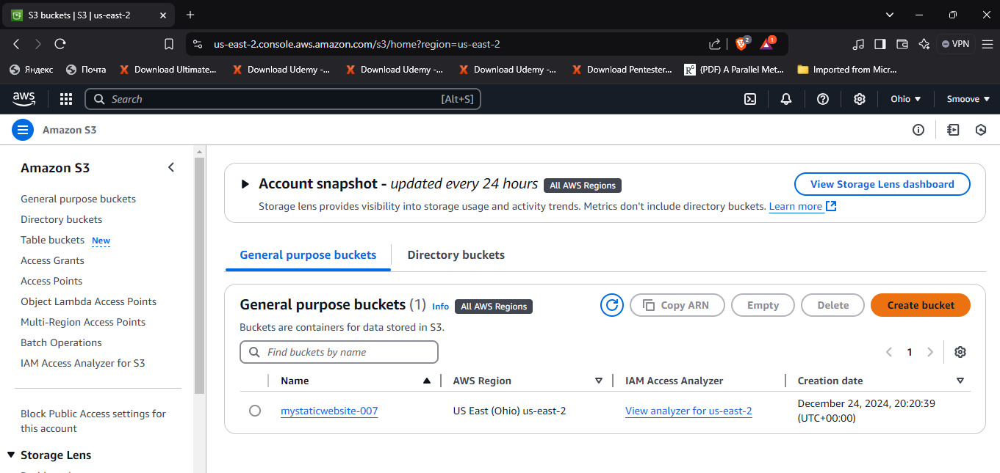 S3 buckets | S3 | us-east-2
us-east-2.console.aws.amazon.com/s3/home?region=us-east-2
2
1
VPN
Яндекс
Почта
Download Ultimate...
Download Udemy -...
Download Udemy -...
Download Udemy -...
Download Pentester...
R^G
(PDF) A Parallel Met...
Imported from Micr...
aws
Search
[Alt+S]
Ohio
Smoove
Amazon S3
Amazon S3
General purpose buckets
Directory buckets
Table buckets New
Access Grants
Access Points
Object Lambda Access Points
Multi-Region Access Points
Batch Operations
IAM Access Analyzer for S3
Block Public Access settings for
this account
Storage Lens
Account snapshot - updated every 24 hours All AWS Regions
View Storage Lens dashboard
Storage lens provides visibility into storage usage and activity trends. Metrics don't include directory buckets. Learn more
General purpose buckets
Directory buckets
General purpose buckets (1) Info All AWS Regions
Copy ARN
Empty
Delete
Create bucket
Buckets are containers for data stored in S3.
Find buckets by name
1
Name
AWS Region
IAM Access Analyzer
Creation date
mystaticwebsite-007
US East (Ohio) us-east-2
View analyzer for us-east-2
December 24, 2024, 20:20:39
(UTC+00:00)